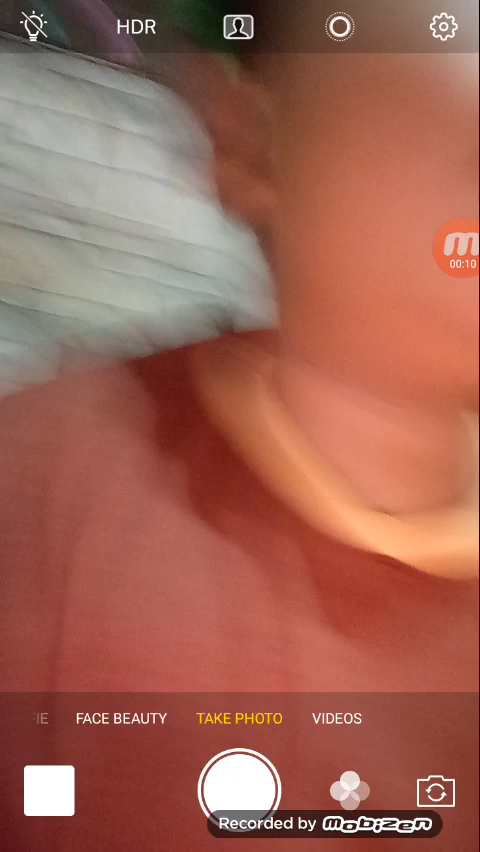 HDR
00:10
FACE BEAUTY
TAKE PHOTO
VIDEOS
Recorded by mobizen